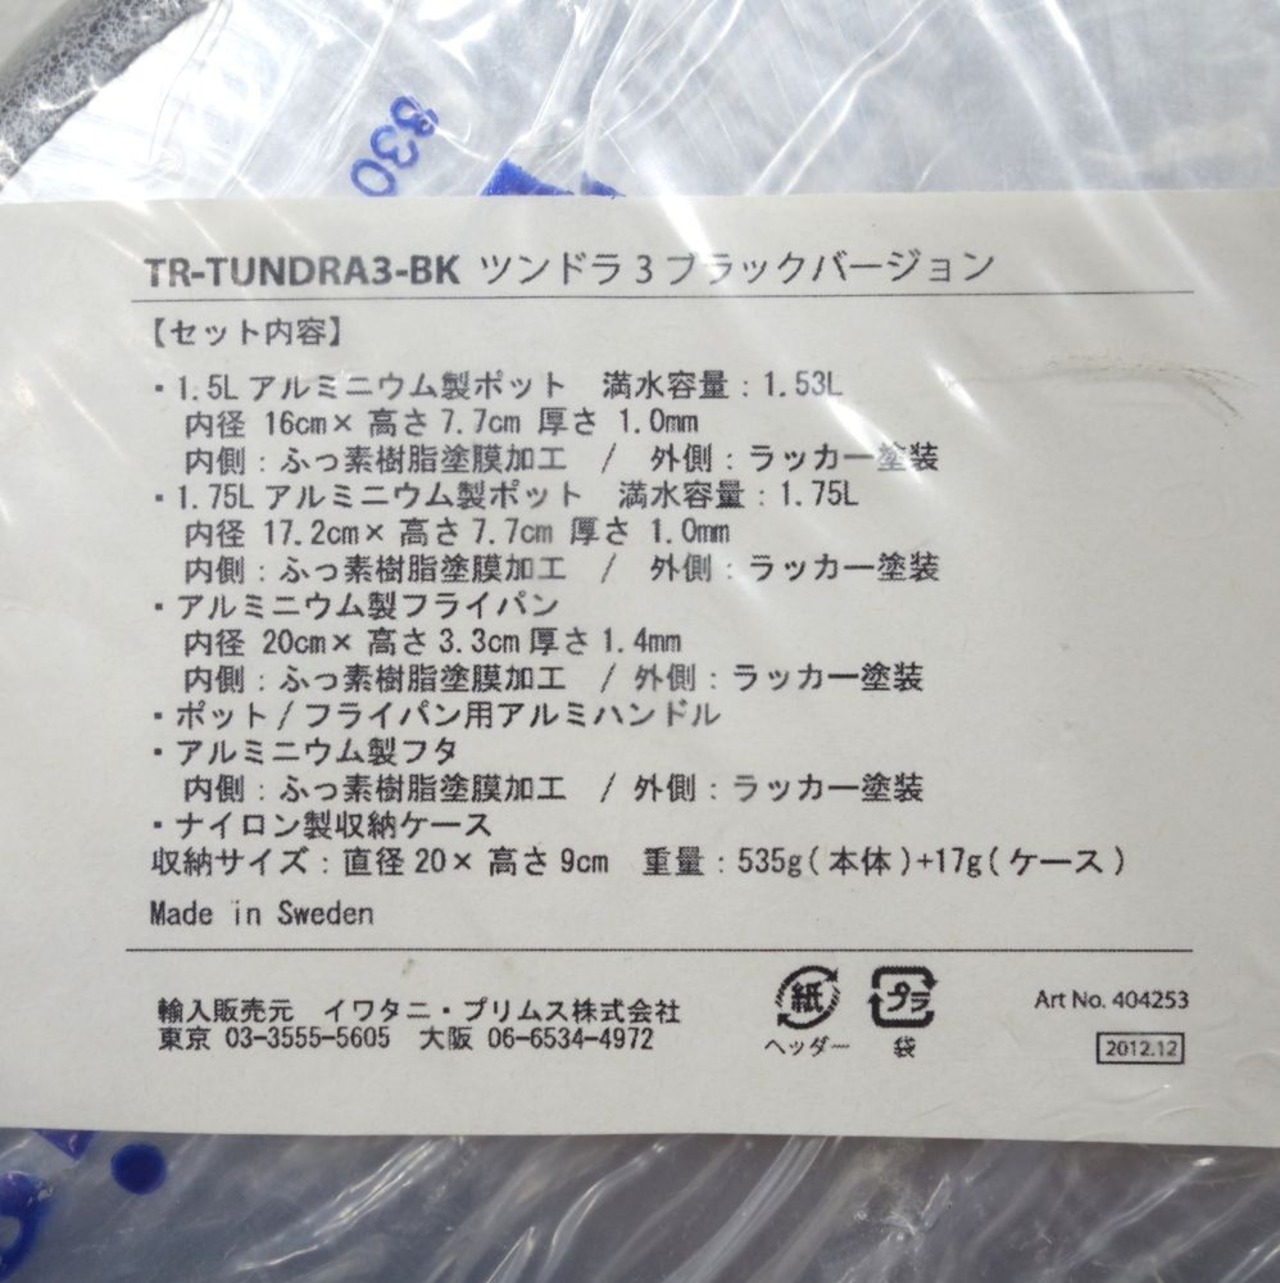 830
TR-TUNDRA3-BK ツンドラ3ブラックバージョン
【セット内容】
・1.5Lアルミニウム製ポット 満水容量：1.53L
内径 16cm× 高さ7.7cm 厚さ 1.0mm
内側：ふっ素樹脂塗膜加工 / 外側：ラッカー塗装
・1.75Lアルミニウム製ポット 満水容量：1.75L
内径 17.2cm× 高さ7.7cm 厚さ 1.0mm
内側：ふっ素樹脂塗膜加工 / 外側：ラッカー塗装
・アルミニウム製フライパン
内径 20cm× 高さ3.3cm厚さ1.4mm
内側：ふっ素樹脂塗膜加工 / 外側：ラッカー塗装
・ポット/フライパン用アルミハンドル
・アルミニウム製フタ
内側：ふっ素樹脂塗膜加工 / 外側：ラッカー塗装
・ナイロン製収納ケース
収納サイズ：直径20× 高さ9cm 重量：535g(本体)+17g(ケース)
Made in Sweden
輸入販売元 イワタニ・プリムス株式会社
東京 03-3555-5605 大阪 06-6534-4972
紙
ヘッダー
プラ
袋
Art No. 404253
2012.12